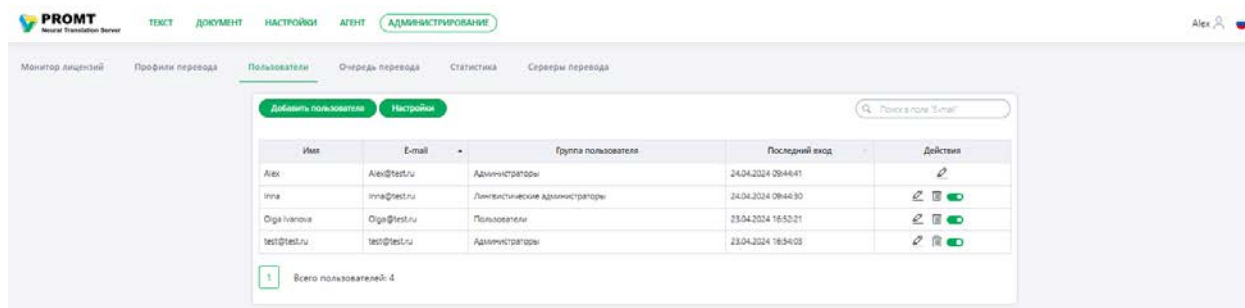 PROMT
Neural Translation Server
ТЕКСТ ДОКУМЕНТ НАСТРОЙКИ АГЕНТ АДМИНИСТРИРОВАНИЕ Alex
Монитор лицензий Профили перевода Пользователи Очередь перевода Статистика Серверы перевода
Добавить пользователя Настройки Поиск в поле "E-mail"
Имя E-mail Группа пользователя Последний вход Действия
Alex Alex@test.ru Администраторы 24.04.2024 09:44:41
Inna Inna@test.ru Лингвистические администраторы 24.04.2024 09:44:30
Olga Ivanova Olga@test.ru Пользователи 23.04.2024 16:52:21
test@test.ru test@test.ru Администраторы 23.04.2024 16:54:03
1 Всего пользователей: 4